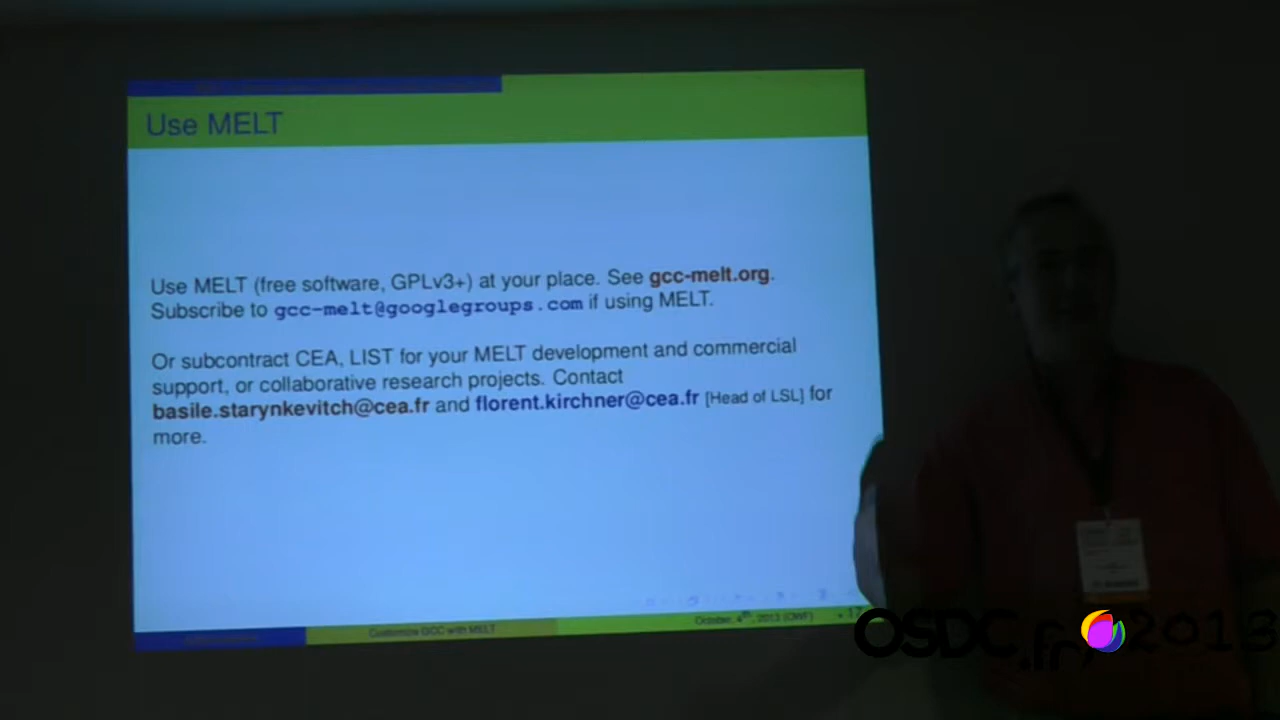 Use MELT
Use MELT (free software, GPLv3+) at your place. See gcc-melt.org.
Subscribe to gcc-melt@googlegroups.com if using MELT.
Or subcontract CEA, LIST for your MELT development and commercial
support, or collaborative research projects. Contact
basile.starynkevitch@cea.fr and florent.kirchner@cea.fr [Head of LSL] for
more.
Customize GCC with MELT
October, 4th, 2013 (OWF)
17
OSDC.fr 2013